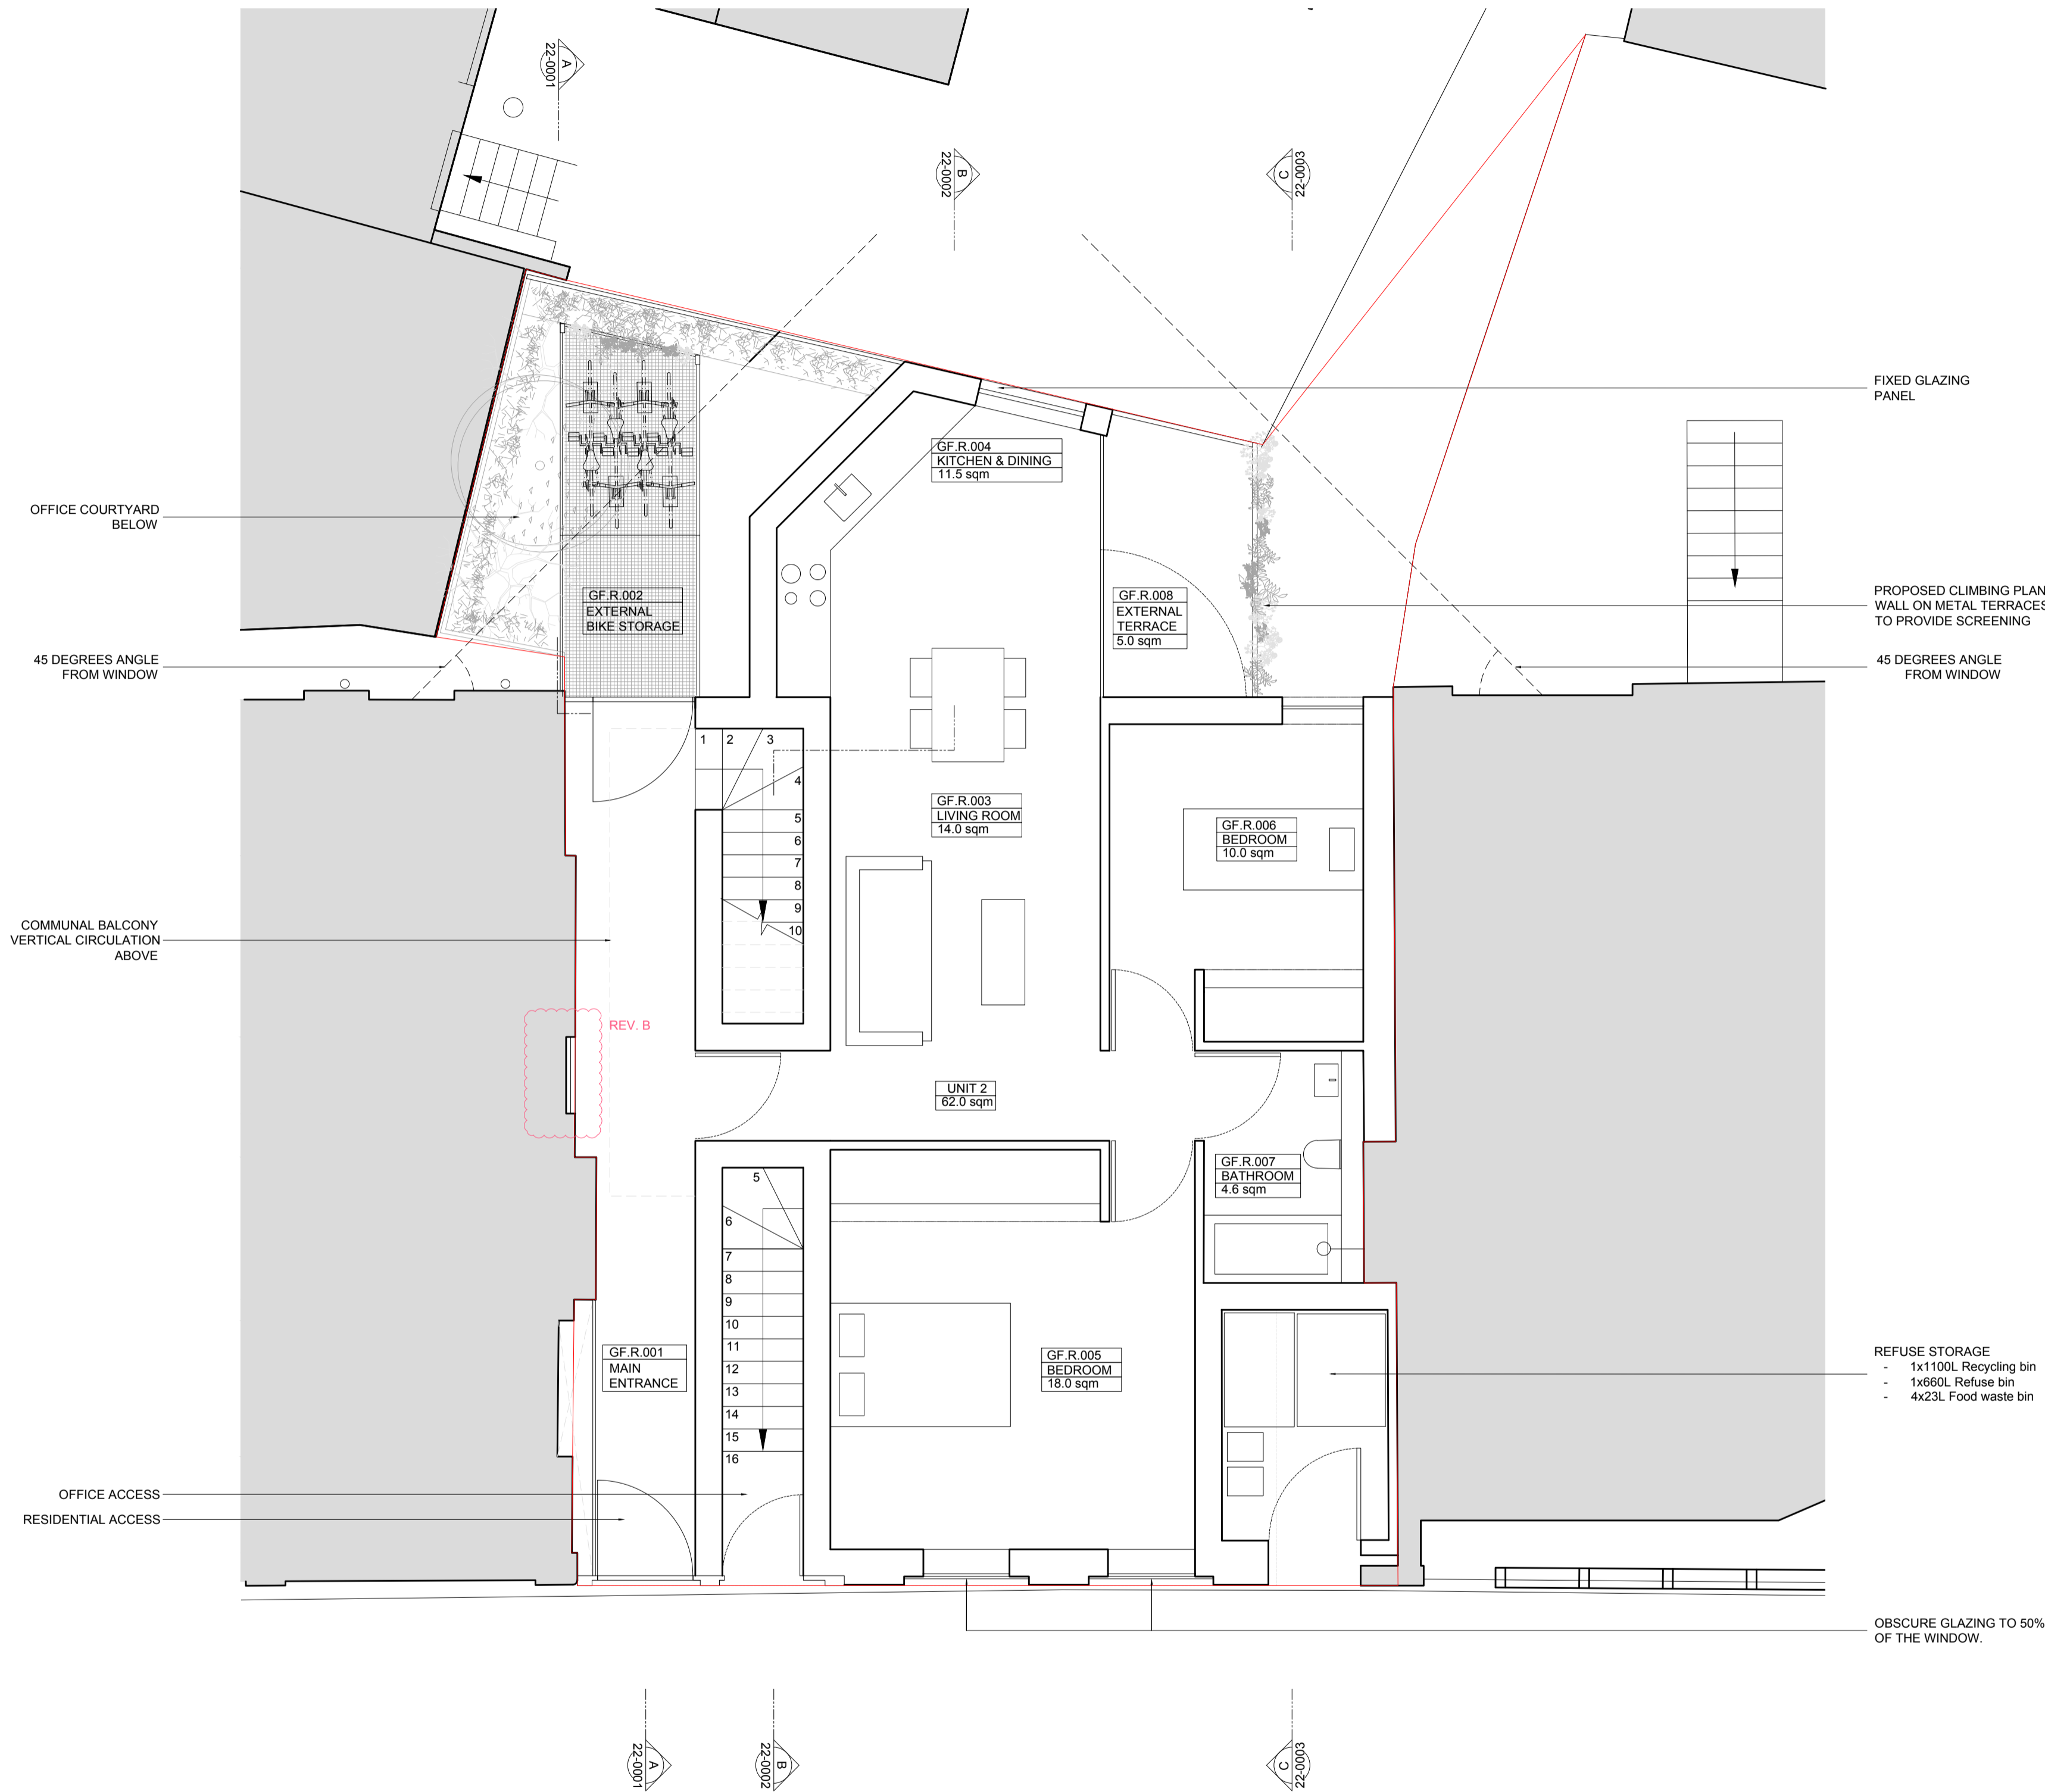 A
22-0001
B
22-0002
C
22-0003
FIXED GLAZING
PANEL
GF.R.004
KITCHEN & DINING
11.5 sqm
OFFICE COURTYARD
BELOW
GF.R.002
EXTERNAL
BIKE STORAGE
GF.R.008
EXTERNAL
TERRACE
5.0 sqm
PROPOSED CLIMBING PLAN
WALL ON METAL TERRACES
TO PROVIDE SCREENING
45 DEGREES ANGLE
FROM WINDOW
45 DEGREES ANGLE
FROM WINDOW
1
2
3
4
5
6
7
8
9
10
GF.R.003
LIVING ROOM
14.0 sqm
GF.R.006
BEDROOM
10.0 sqm
COMMUNAL BALCONY
VERTICAL CIRCULATION
ABOVE
REV. B
UNIT 2
62.0 sqm
GF.R.007
BATHROOM
4.6 sqm
5
6
7
8
9
10
11
12
13
14
15
16
GF.R.001
MAIN
ENTRANCE
GF.R.005
BEDROOM
18.0 sqm
REFUSE STORAGE
- 1x1100L Recycling bin
- 1x660L Refuse bin
- 4x23L Food waste bin
OFFICE ACCESS
RESIDENTIAL ACCESS
OBSCURE GLAZING TO 50%
OF THE WINDOW.
A
22-0001
B
22-0002
C
22-0003